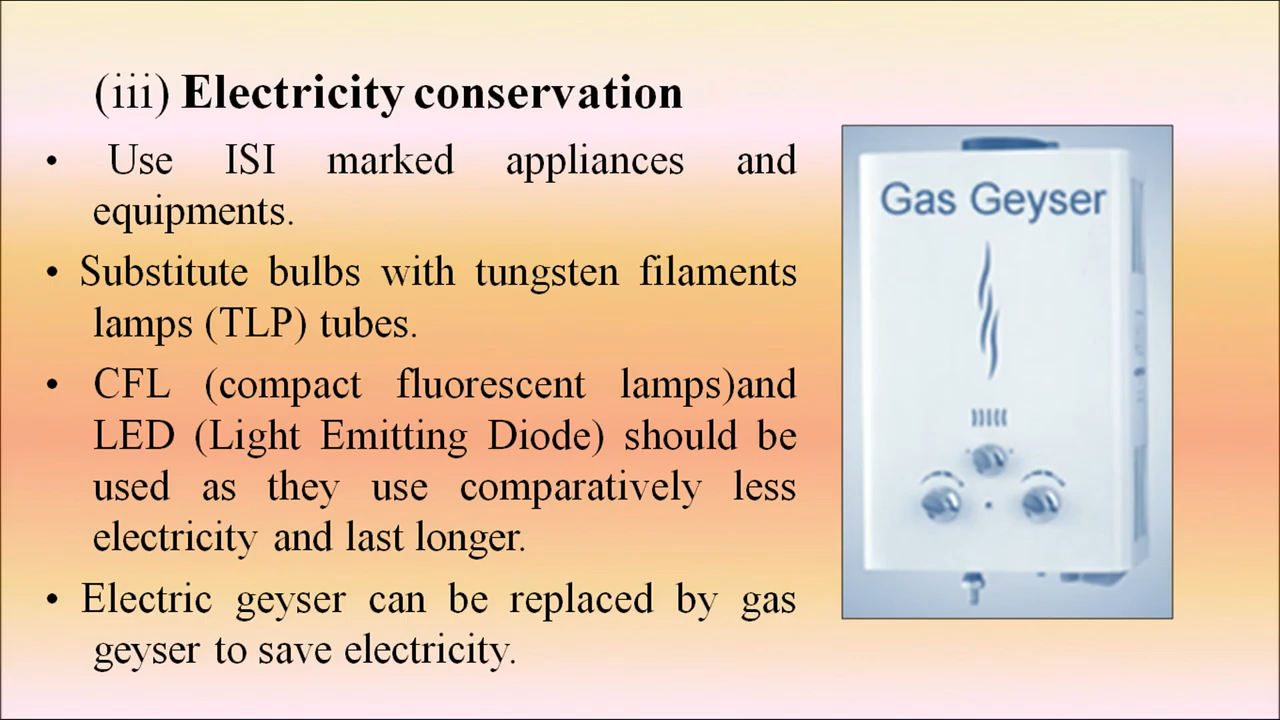 (iii) Electricity conservation
• Use ISI marked appliances and
equipments.
• Substitute bulbs with tungsten filaments
lamps (TLP) tubes.
• CFL (compact fluorescent lamps)and
LED (Light Emitting Diode) should be
used as they use comparatively less
electricity and last longer.
• Electric geyser can be replaced by gas
geyser to save electricity.
Gas Geyser